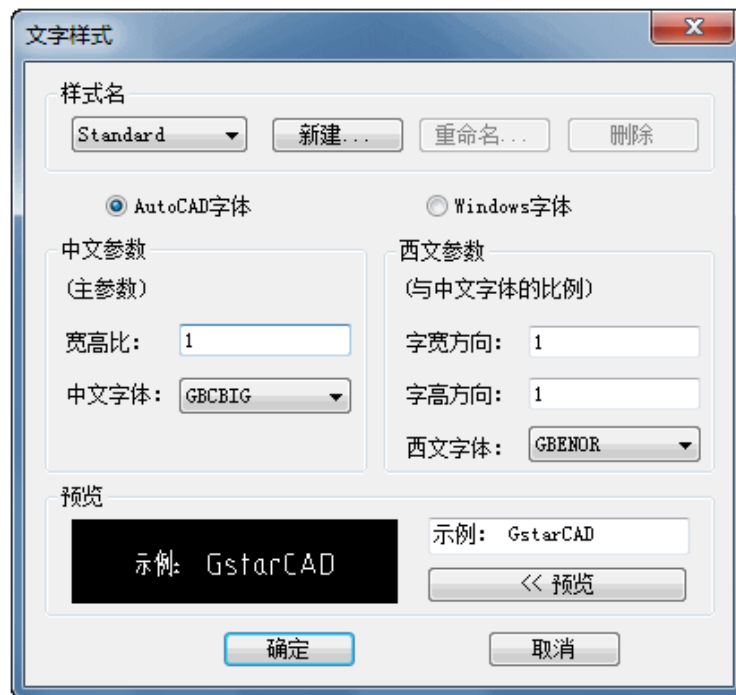 文字样式
样式名
Standard 新建... 重命名... 删除
AutoCAD字体 Windows字体
中文参数 西文参数
(主参数) (与中文字体的比例)
宽高比: 1 字宽方向: 1
中文字体: GBCBIG 字高方向: 1
西文字体: GBENOR
预览
示例: GstarCAD 示例: GstarCAD
<< 预览
确定 取消